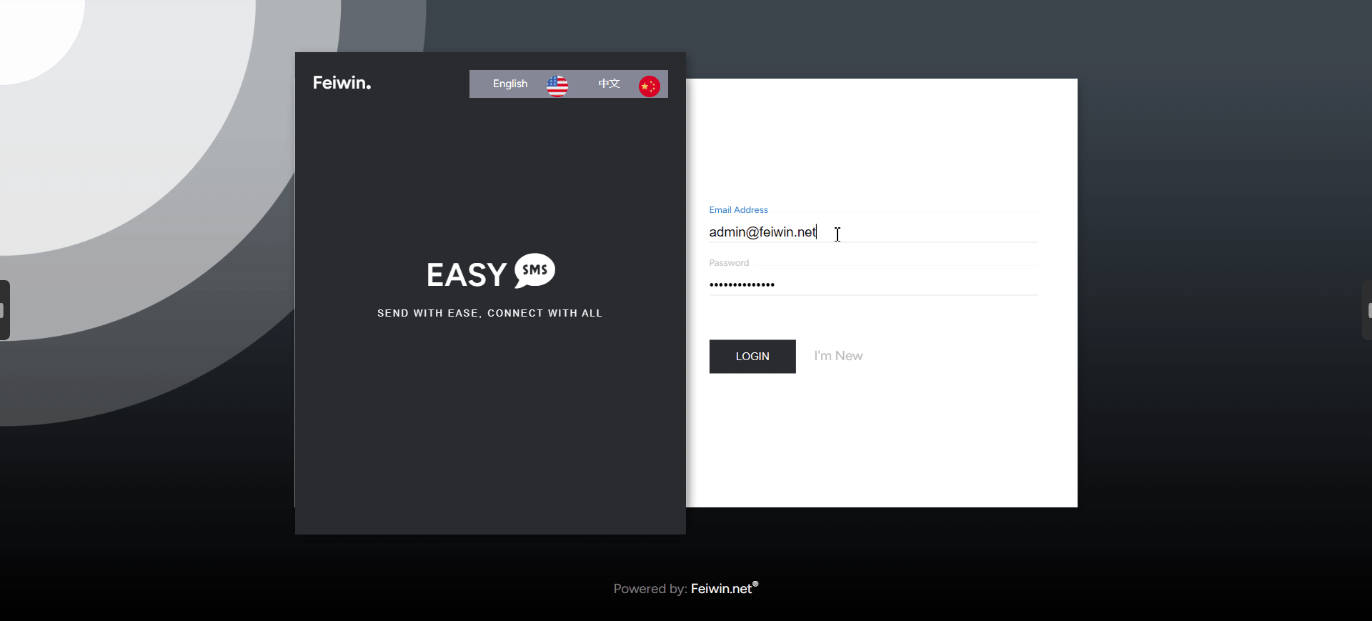 Feiwin.
English
中文
EASY SMS
SEND WITH EASE, CONNECT WITH ALL
Email Address
admin@feiwin.net
Password
••••••••••••••
LOGIN
I'm New
Powered by: Feiwin.net®